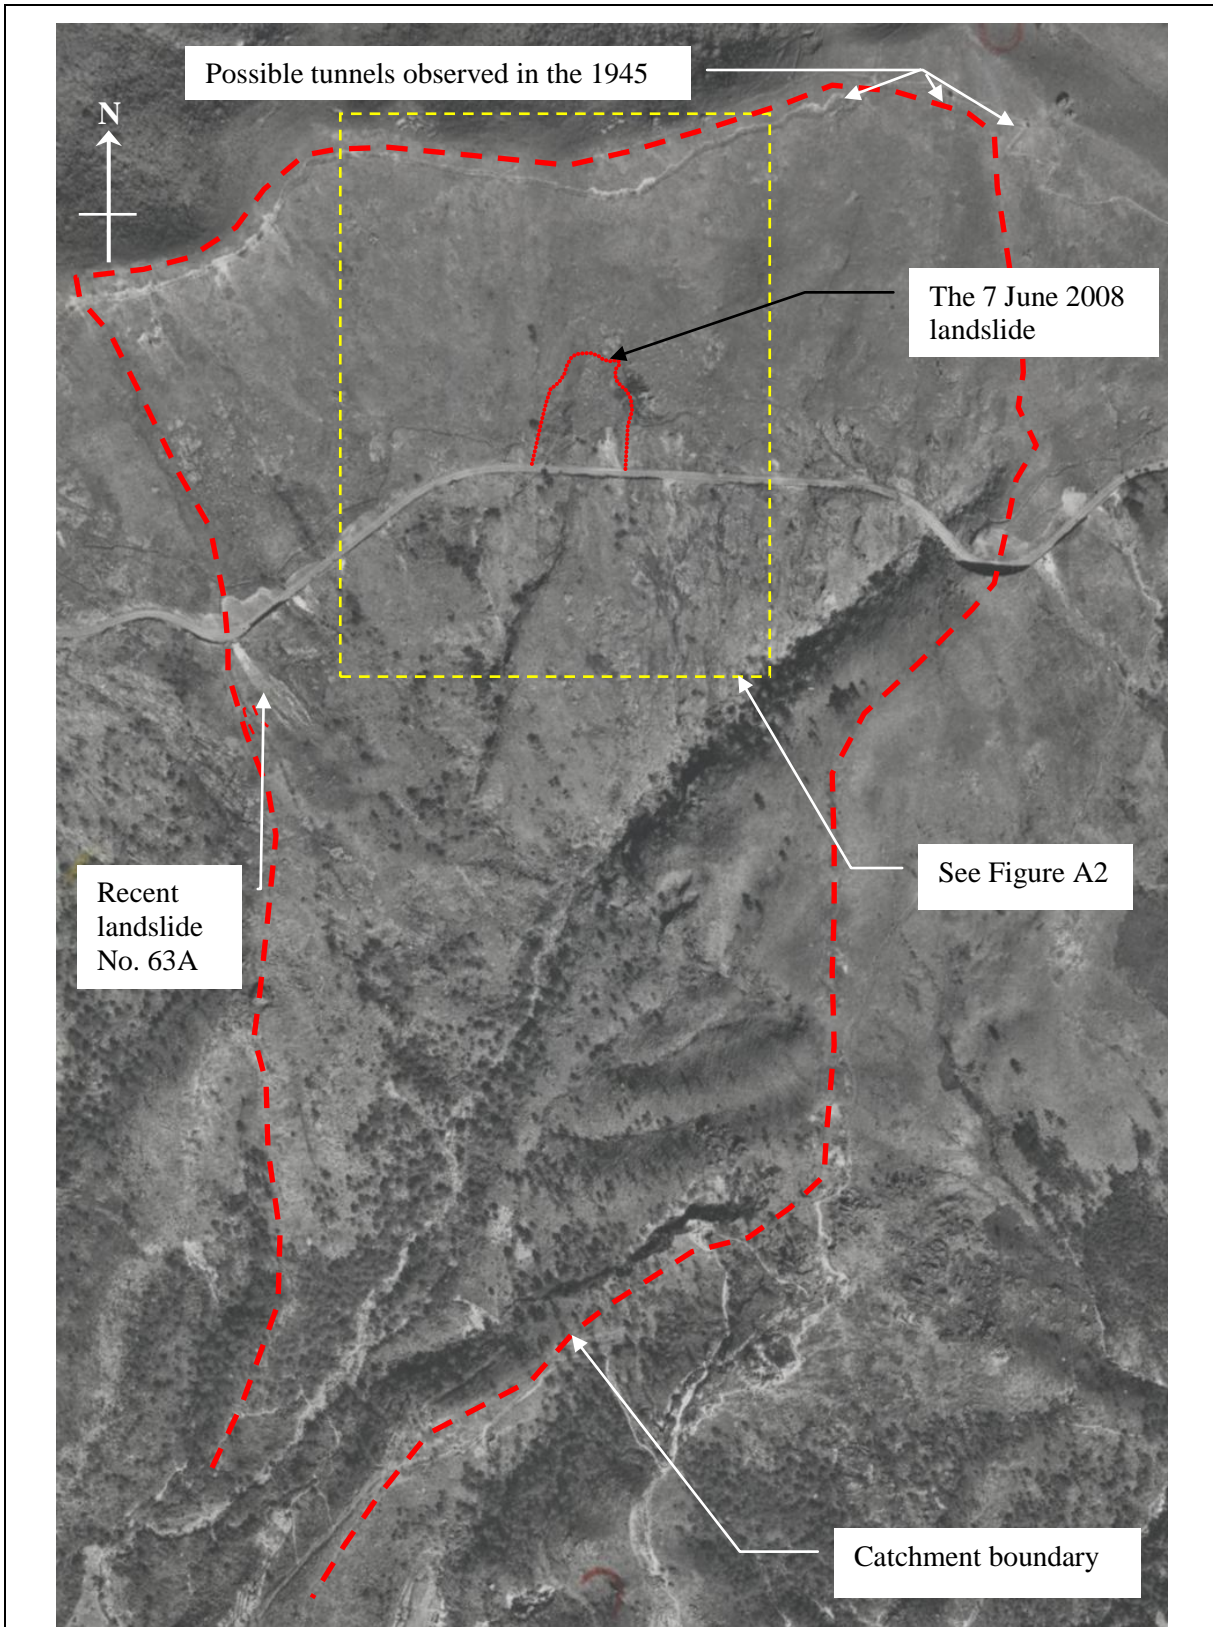 Possible tunnels observed in the 1945
N
The 7 June 2008
landslide
See Figure A2
Recent
landslide
No. 63A
Catchment boundary